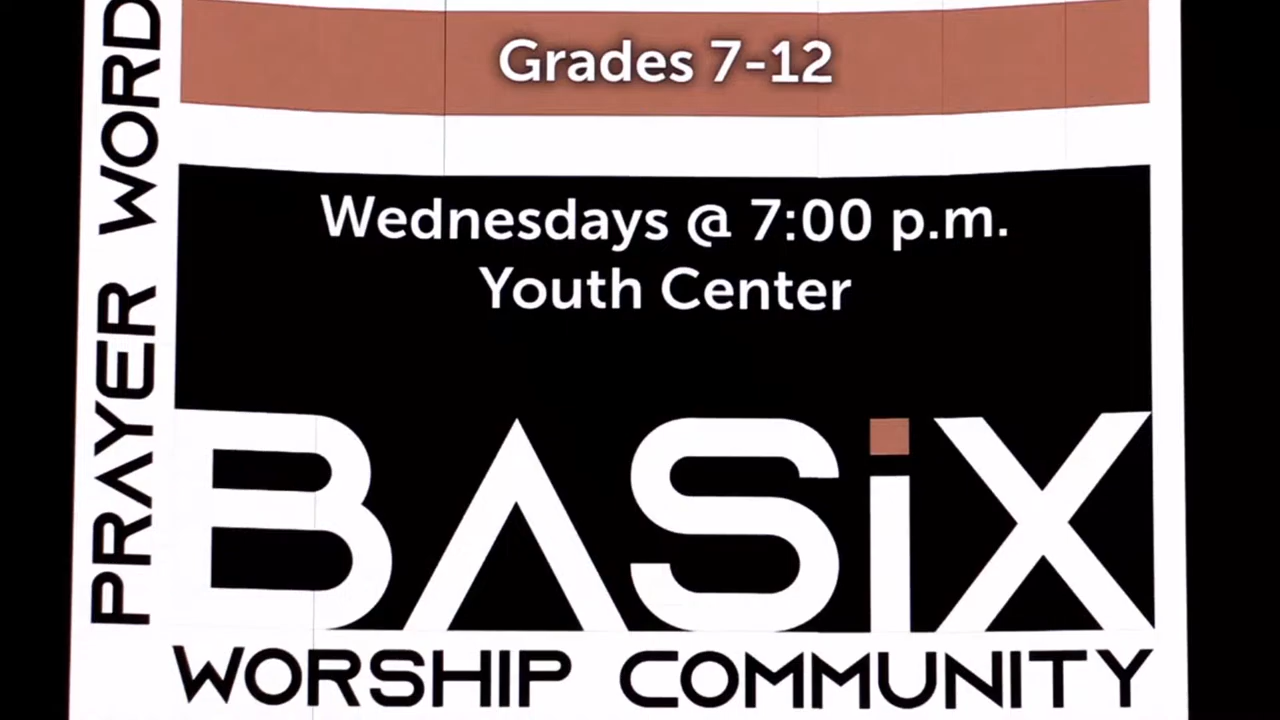 Grades 7-12
Wednesdays @ 7:00 p.m.
Youth Center
BASiX
WORSHIP COMMUNITY
PRAYER WORD